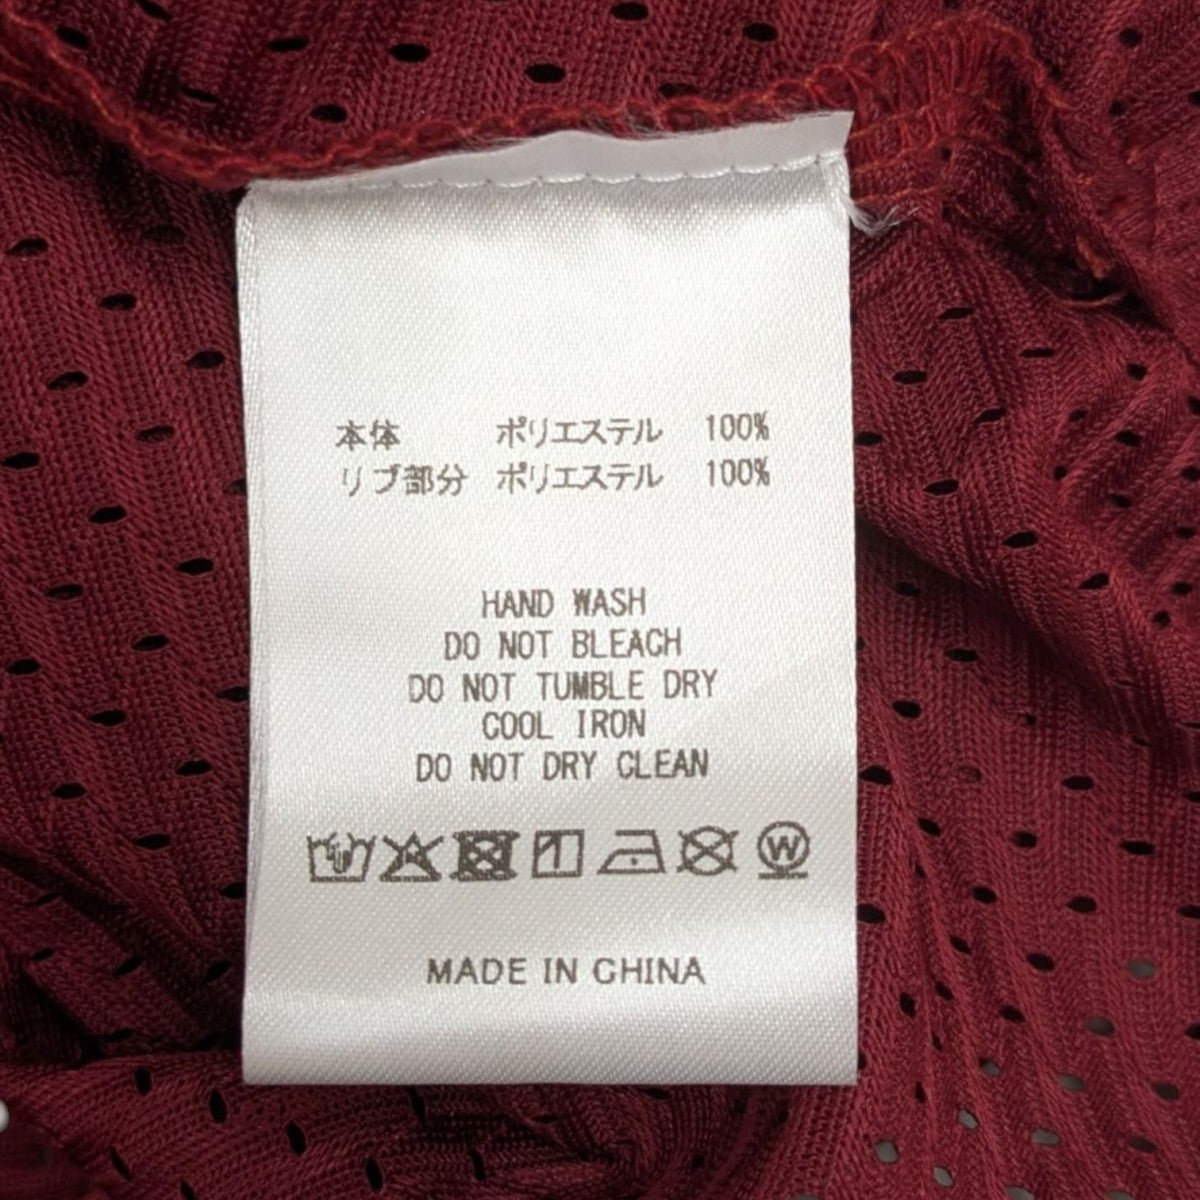 本体 ポリエステル 100%
リブ部分 ポリエステル 100%
HAND WASH
DO NOT BLEACH
DO NOT TUMBLE DRY
COOL IRON
DO NOT DRY CLEAN
W
MADE IN CHINA